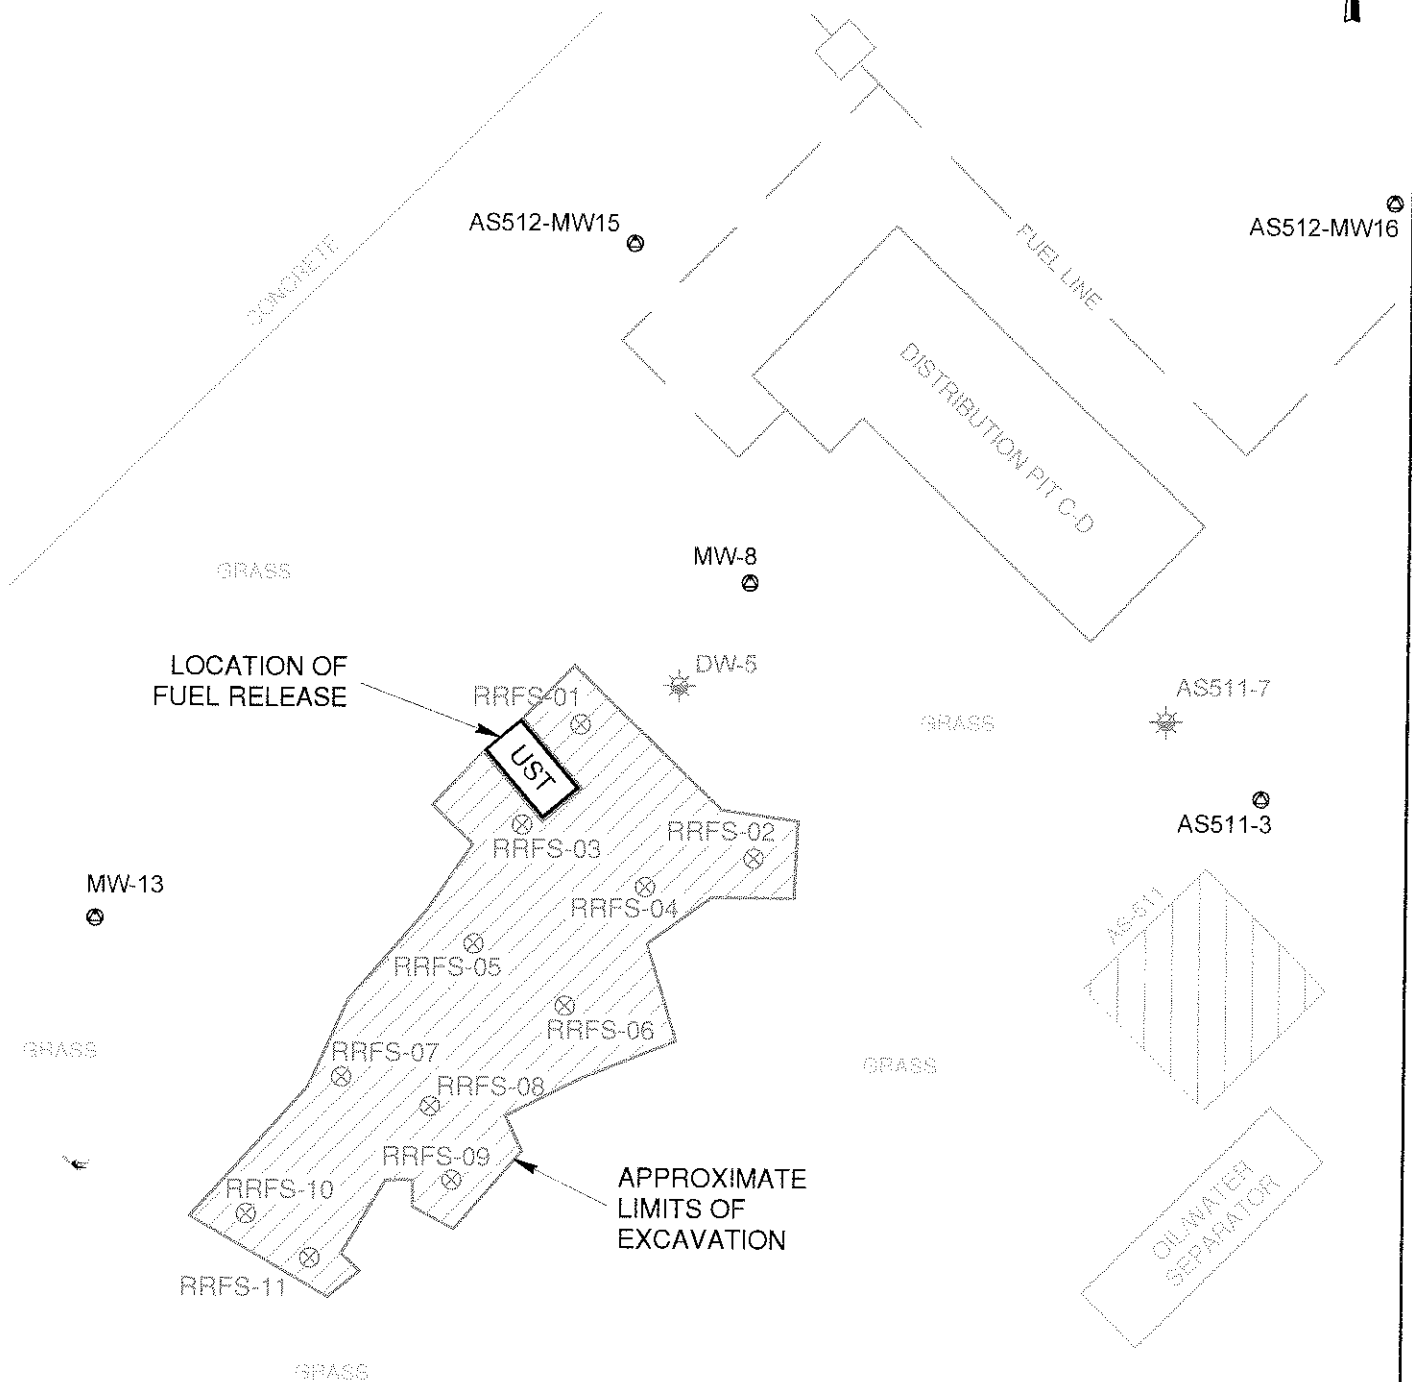 AS512-MW15
AS512-MW16
CONCRETE
FUEL LINE
DISTRIBUTION PIT C-D
MW-8
GRASS
LOCATION OF
FUEL RELEASE
DW-5
RRFS-01
AS511-7
GRASS
UST
AS511-3
RRFS-02
RRFS-03
MW-13
RRFS-04
AS-511
RRFS-05
RRFS-06
GRASS
RRFS-07
GRASS
RRFS-08
RRFS-09
APPROXIMATE
LIMITS OF
EXCAVATION
RRFS-10
OIL/WATER
SEPARATOR
RRFS-11
GRASS